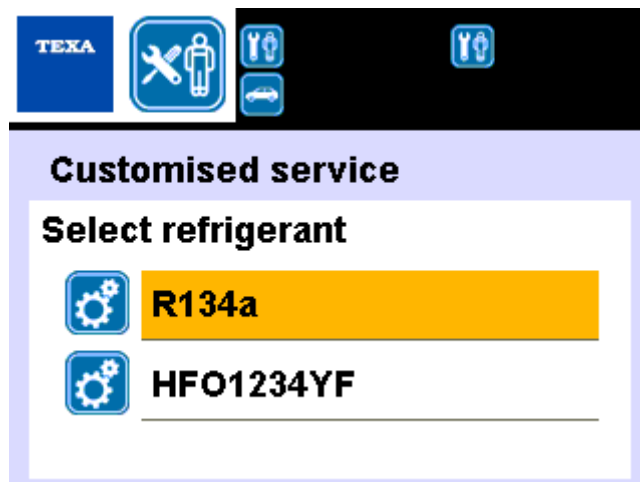 TEXA
Customised service
Select refrigerant
R134a
HFO1234YF